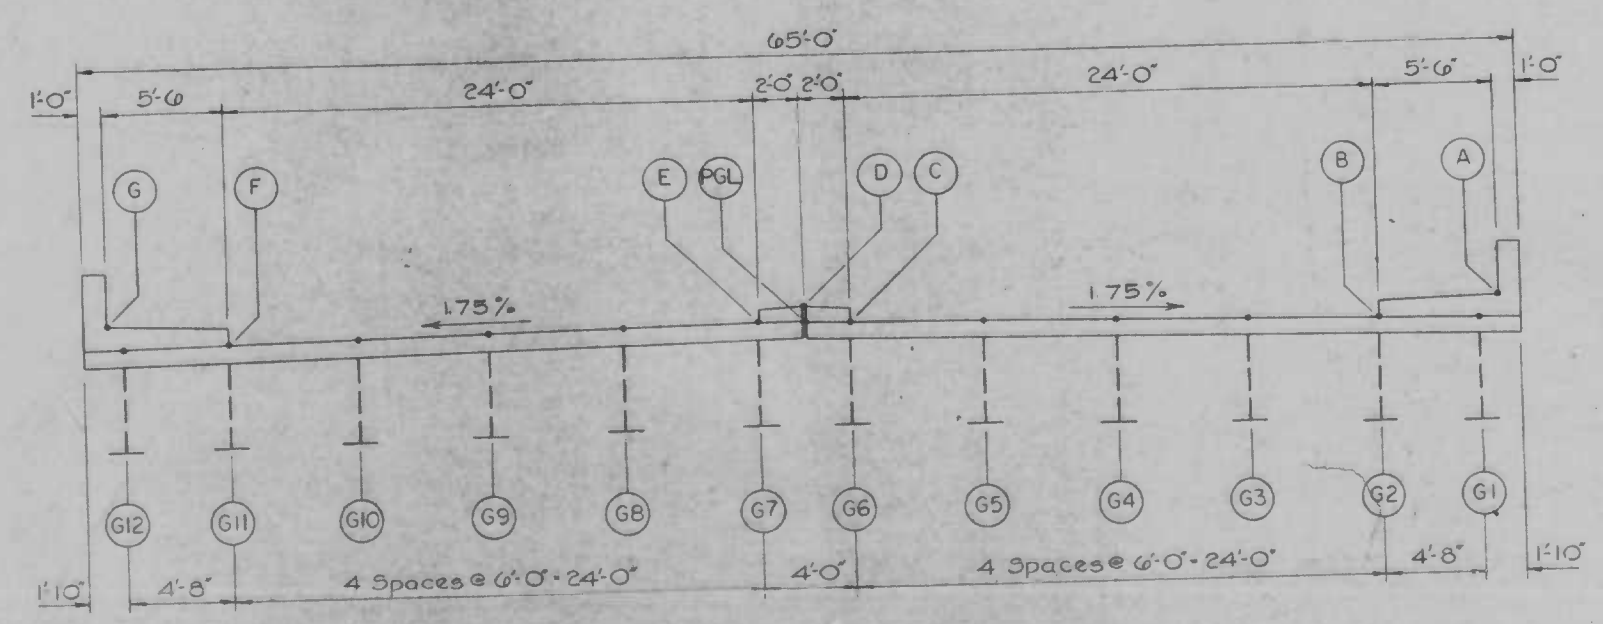 65'-0"
1'-0" 5'-6 24'-0" 2'-0" 2'-0" 24'-0" 5'-6" 1'-0"
G F E PGL D C B A
1.75% 1.75%
G12 G11 G10 G9 G8 G7 G6 G5 G4 G3 G2 G1
1'-10" 4'-8" 4 Spaces @ 6'-0" = 24'-0" 4'-0" 4 Spaces @ 6'-0" = 24'-0" 4'-8" 1'-10"